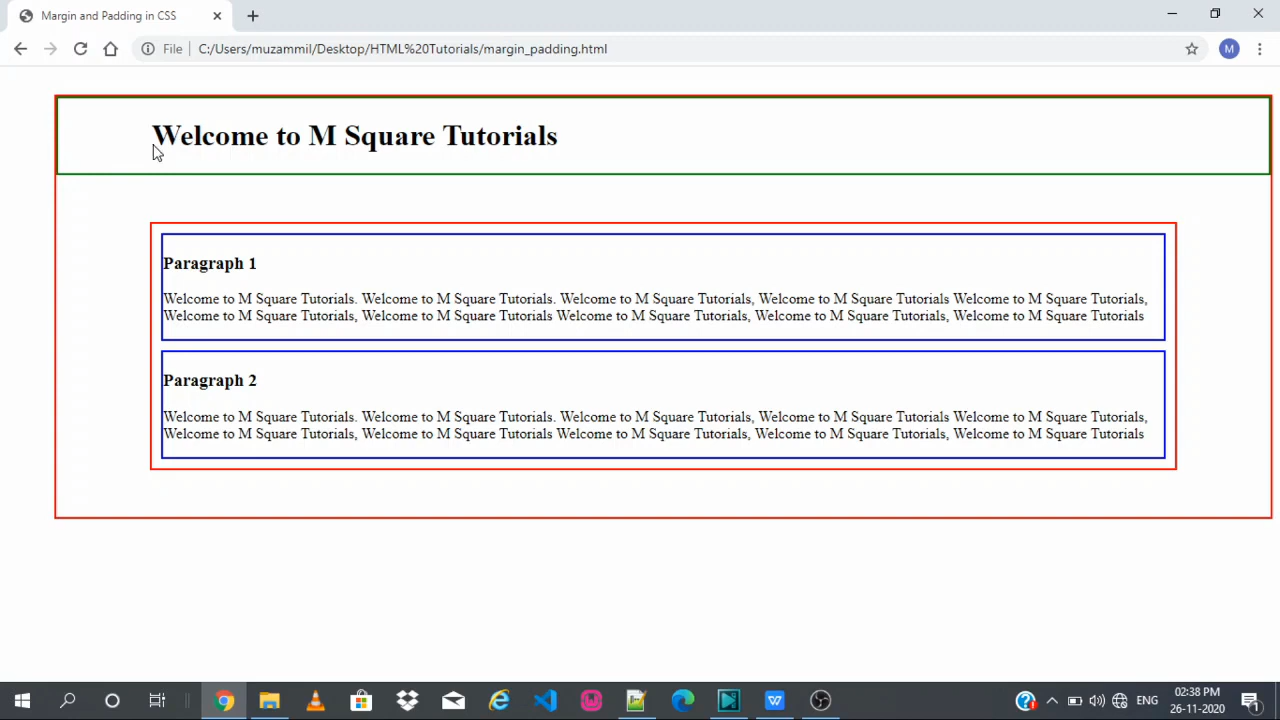 Margin and Padding in CSS
File C:/Users/muzammil/Desktop/HTML%20Tutorials/margin_padding.html
M
Welcome to M Square Tutorials
Paragraph 1
Welcome to M Square Tutorials. Welcome to M Square Tutorials. Welcome to M Square Tutorials, Welcome to M Square Tutorials Welcome to M Square Tutorials,
Welcome to M Square Tutorials, Welcome to M Square Tutorials Welcome to M Square Tutorials, Welcome to M Square Tutorials, Welcome to M Square Tutorials
Paragraph 2
Welcome to M Square Tutorials. Welcome to M Square Tutorials. Welcome to M Square Tutorials, Welcome to M Square Tutorials Welcome to M Square Tutorials,
Welcome to M Square Tutorials, Welcome to M Square Tutorials Welcome to M Square Tutorials, Welcome to M Square Tutorials, Welcome to M Square Tutorials
ENG
02:38 PM
26-11-2020
1